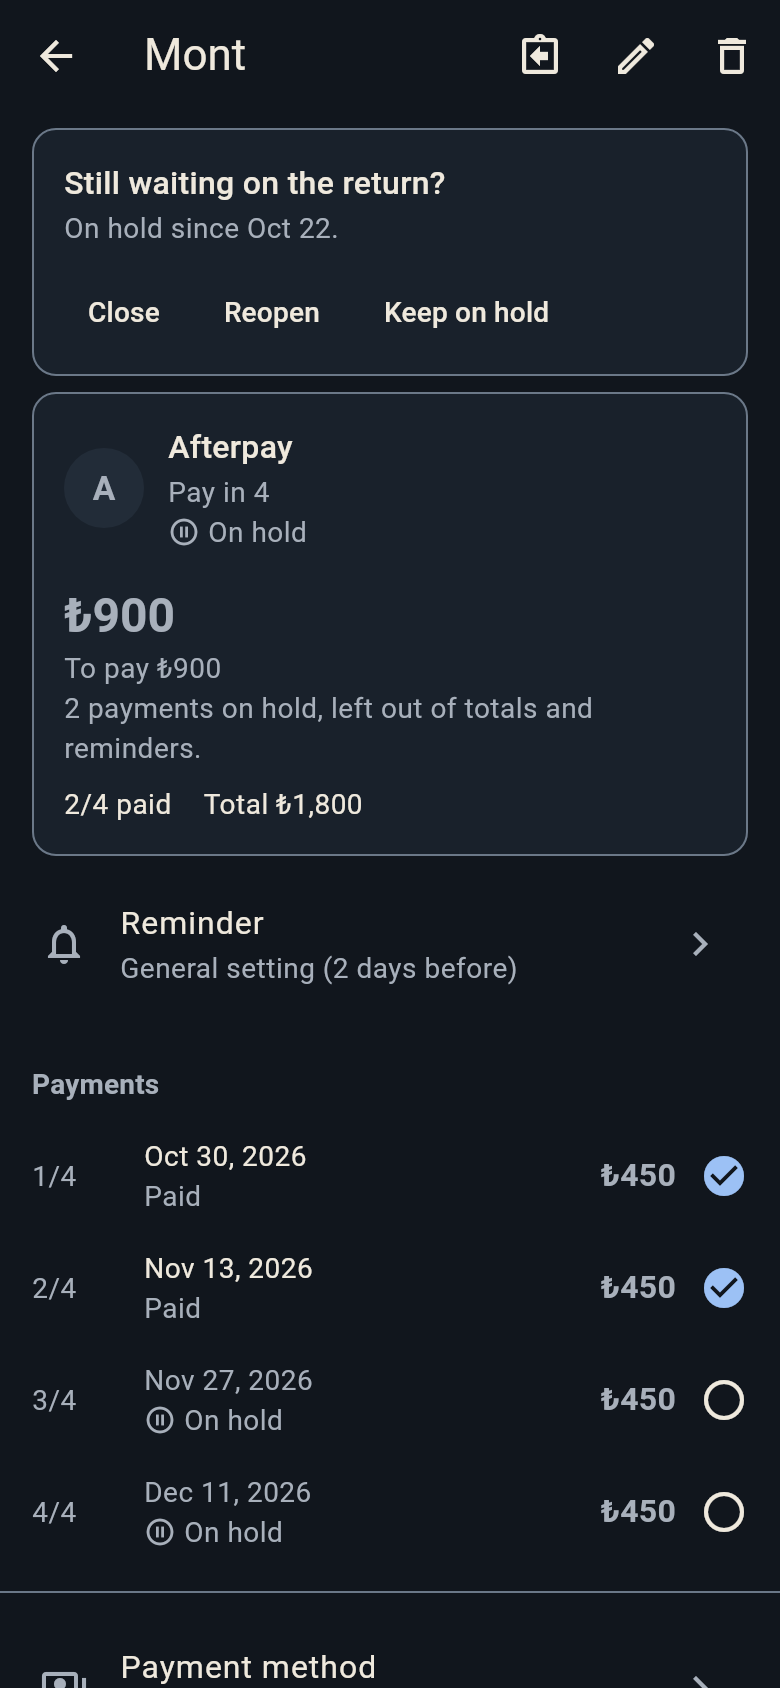 Mont
Still waiting on the return?
On hold since Oct 22.
Close Reopen Keep on hold
A
Afterpay
Pay in 4
On hold
₺900
To pay ₺900
2 payments on hold, left out of totals and
reminders.
2/4 paid Total ₺1,800
Reminder
General setting (2 days before)
Payments
1/4 Oct 30, 2026 ₺450
Paid
2/4 Nov 13, 2026 ₺450
Paid
3/4 Nov 27, 2026 ₺450
On hold
4/4 Dec 11, 2026 ₺450
On hold
Payment method